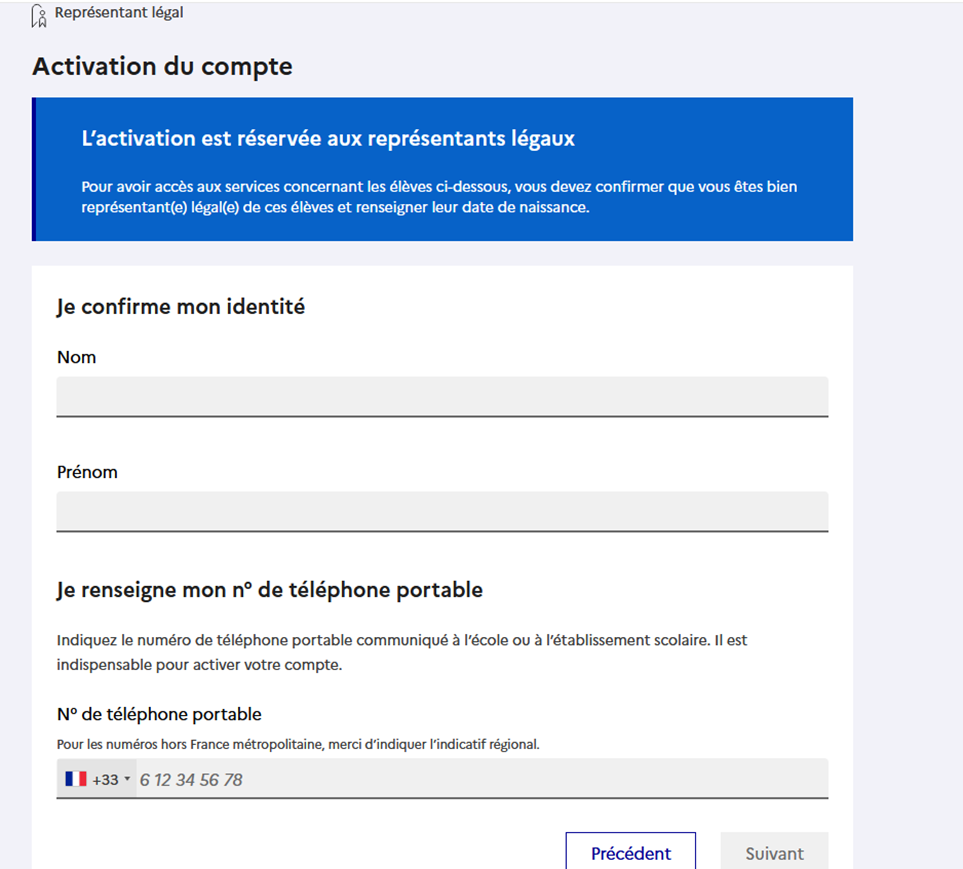 Représentant légal
Activation du compte
L’activation est réservée aux représentants légaux
Pour avoir accès aux services concernant les élèves ci-dessous, vous devez confirmer que vous êtes bien
représentant(e) légal(e) de ces élèves et renseigner leur date de naissance.
Je confirme mon identité
Nom
Prénom
Je renseigne mon n° de téléphone portable
Indiquez le numéro de téléphone portable communiqué à l’école ou à l’établissement scolaire. Il est
indispensable pour activer votre compte.
N° de téléphone portable
Pour les numéros hors France métropolitaine, merci d’indiquer l’indicatif régional.
+33 6 12 34 56 78
Précédent Suivant